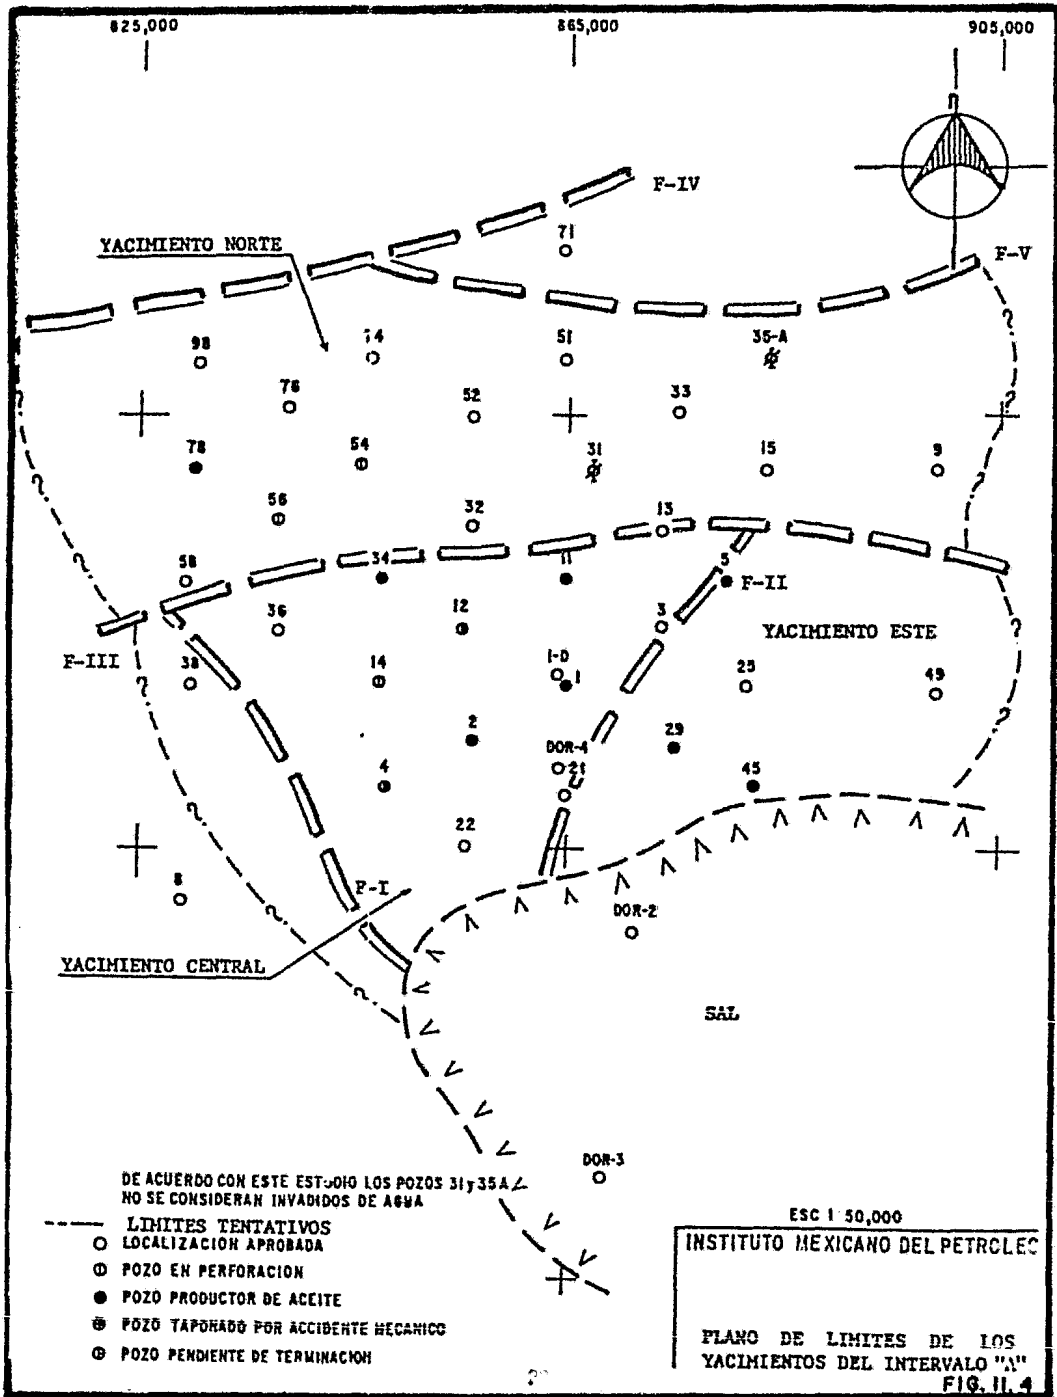 825,000 865,000 905,000
F-IV
71
YACIMIENTO NORTE
F-V
98 74 51 35-A
76 52 33
78 54 31 15 9
56 32 13
58 34 11 5
F-II
36 12 3
YACIMIENTO ESTE
F-III
38 14 1-D 1 25 49
2 29
DOR-4
4 21 45
22
8
F-I
DOR-2
YACIMIENTO CENTRAL
SAL
DOR-3
DE ACUERDO CON ESTE ESTUDIO LOS POZOS 31 y 35A
NO SE CONSIDERAN INVADIDOS DE AGUA
LIMITES TENTATIVOS
LOCALIZACION APROBADA
POZO EN PERFORACION
POZO PRODUCTOR DE ACEITE
POZO TAPONADO POR ACCIDENTE MECANICO
POZO PENDIENTE DE TERMINACION
ESC 1:50,000
INSTITUTO MEXICANO DEL PETROLEO
PLANO DE LIMITES DE LOS
YACIMIENTOS DEL INTERVALO "A"
FIG. II. 4